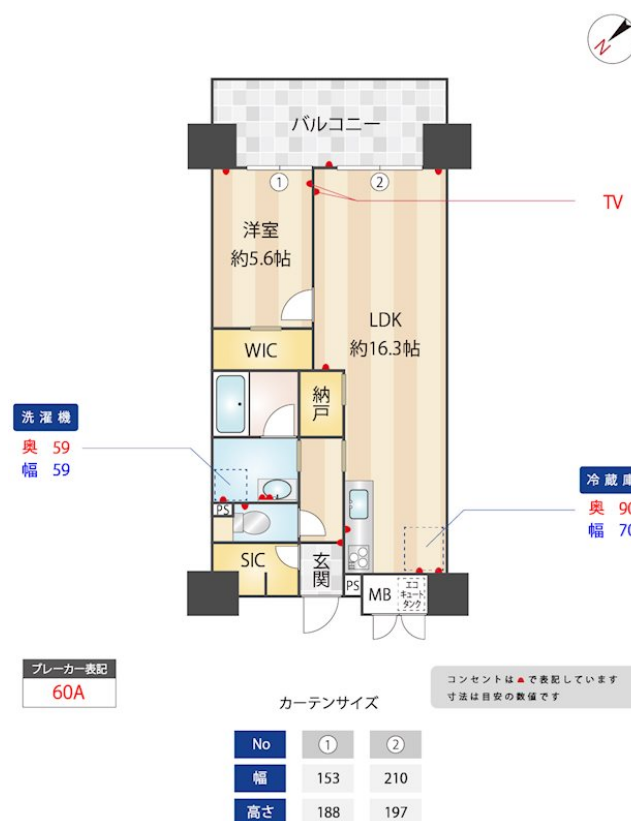 N
バルコニー
①
②
TV
洋室
約5.6帖
LDK
約16.3帖
WIC
納戸
洗濯機
奥 59
幅 59
冷蔵庫
奥 90
幅 70
PS
SIC
玄関
PS
MB
エコ
キュート
タンク
ブレーカー表記
60A
コンセントは▲で表記しています
寸法は目安の数値です
カーテンサイズ
No ① ②
幅 153 210
高さ 188 197